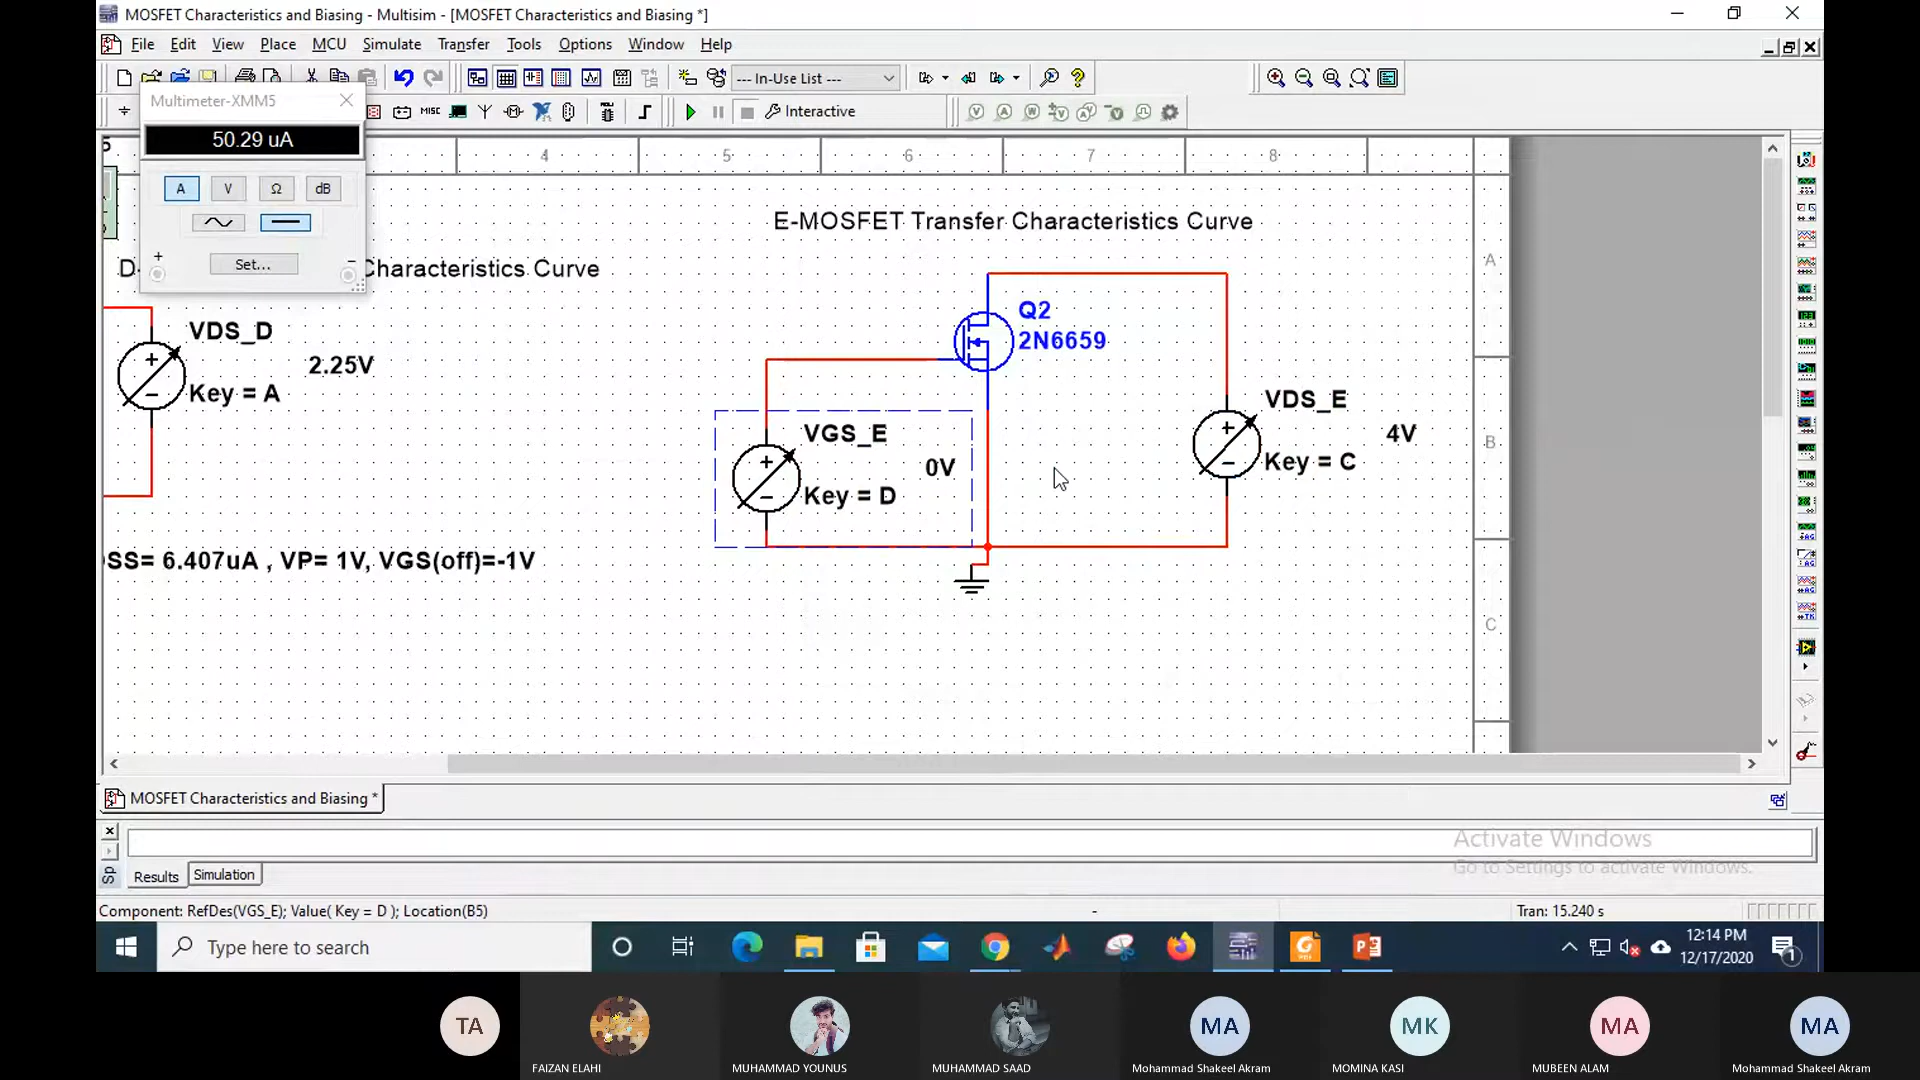 MOSFET Characteristics and Biasing - Multisim - [MOSFET Characteristics and Biasing *]
File Edit View Place MCU Simulate Transfer Tools Options Window Help
--- In-Use List ---
Multimeter-XMM5
MISC
Interactive
50.29 uA
A V Ω dB
Set...
+ −
4 5 6 7 8
E-MOSFET Transfer Characteristics Curve
D-
Characteristics Curve
A
B
C
Q2
2N6659
VDS_D
2.25V
Key = A
VGS_E
0V
Key = D
VDS_E
4V
Key = C
SS= 6.407uA , VP= 1V, VGS(off)=-1V
MOSFET Characteristics and Biasing *
Results Simulation
Activate Windows
Go to Settings to activate Windows.
Component: RefDes(VGS_E); Value( Key = D ); Location(B5)
-
Tran: 15.240 s
Type here to search
12:14 PM
12/17/2020
1
TA
MA
MK
MA
MA
FAIZAN ELAHI
MUHAMMAD YOUNUS
MUHAMMAD SAAD
Mohammad Shakeel Akram
MOMINA KASI
MUBEEN ALAM
Mohammad Shakeel Akram